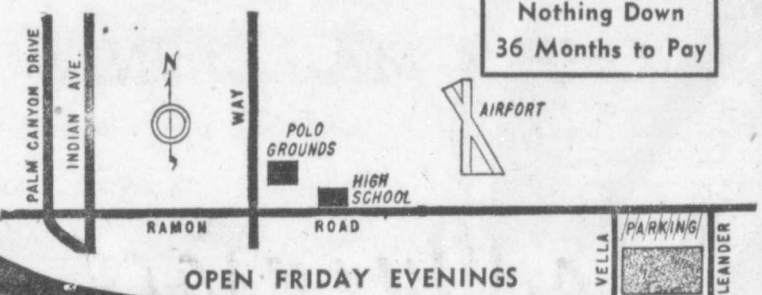 Nothing Down
36 Months to Pay
PALM CANYON DRIVE
INDIAN AVE.
N
WAY
POLO
GROUNDS
HIGH
SCHOOL
AIRFORT
RAMON ROAD
VELLA
PARKING
LEANDER
OPEN FRIDAY EVENINGS